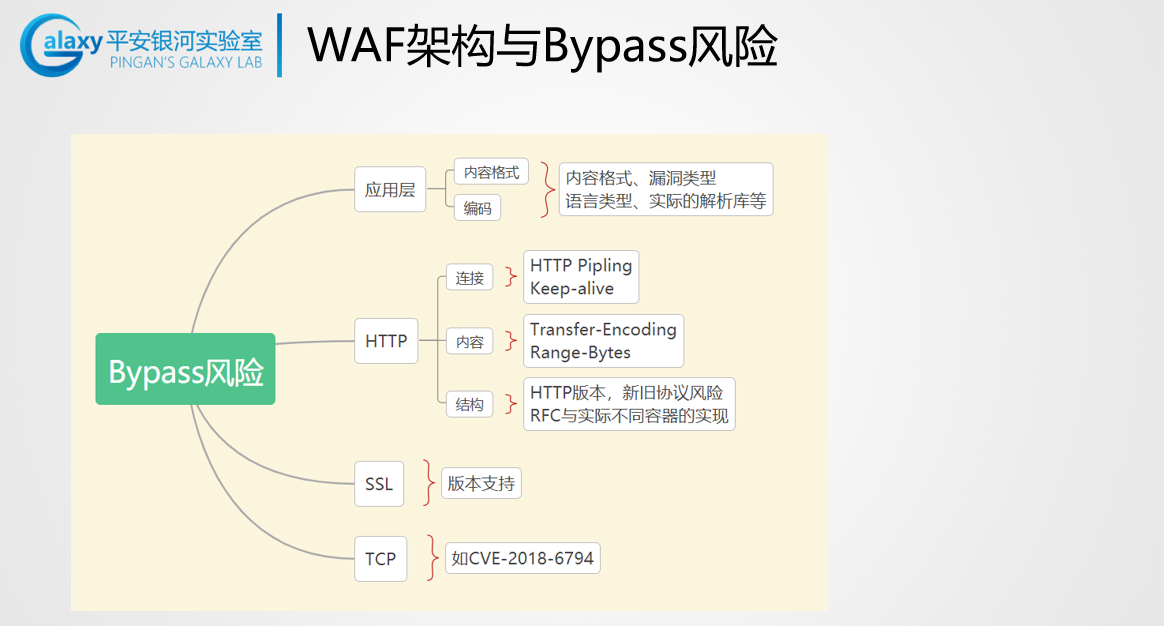 Galaxy 平安银河实验室
PINGAN'S GALAXY LAB
WAF架构与Bypass风险
Bypass风险
应用层
内容格式
编码
内容格式、漏洞类型
语言类型、实际的解析库等
HTTP
连接
HTTP Pipling
Keep-alive
内容
Transfer-Encoding
Range-Bytes
结构
HTTP版本，新旧协议风险
RFC与实际不同容器的实现
SSL
版本支持
TCP
如CVE-2018-6794